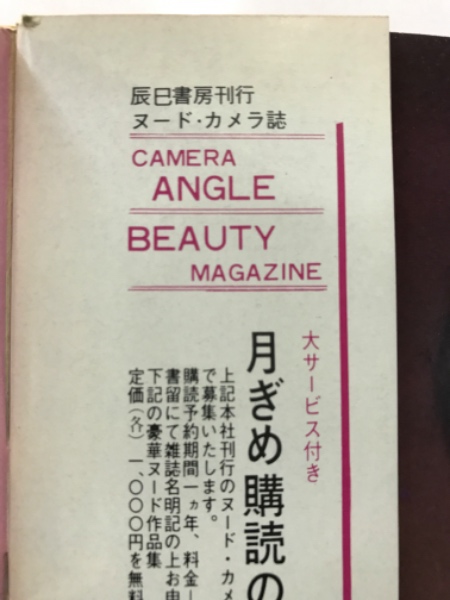 辰巳書房刊行
ヌード・カメラ誌
CAMERA
ANGLE
BEAUTY
MAGAZINE
大サービス付き
月ぎめ購読の
上記本社刊行のヌード・カメ
で募集いたします。
購読予約期間一ヵ年、料金
書留にて雑誌名明記の上お申
下記の豪華ヌード作品集
定価 一、〇〇〇円を無料